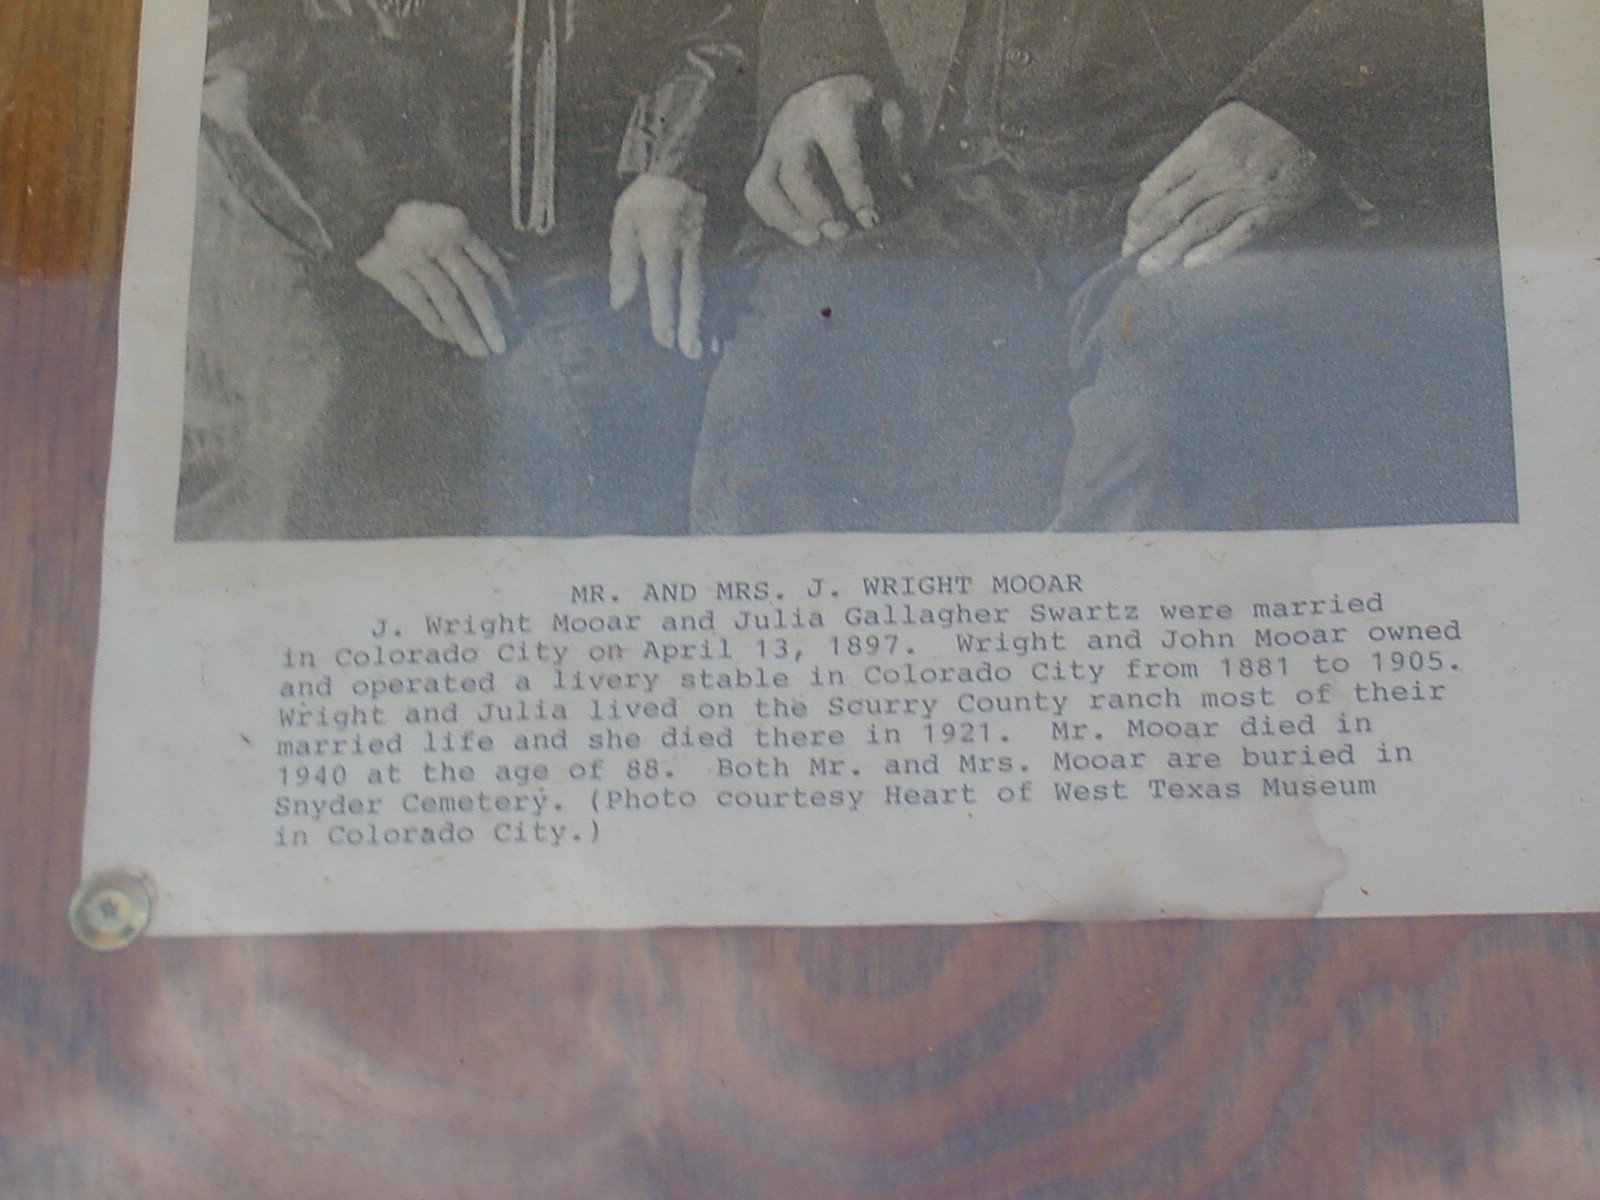 MR. AND MRS. J. WRIGHT MOOAR
J. Wright Mooar and Julia Gallagher Swartz were married
in Colorado City on April 13, 1897. Wright and John Mooar owned
and operated a livery stable in Colorado City from 1881 to 1905.
Wright and Julia lived on the Scurry County ranch most of their
married life and she died there in 1921. Mr. Mooar died in
1940 at the age of 88. Both Mr. and Mrs. Mooar are buried in
Snyder Cemetery. (Photo courtesy Heart of West Texas Museum
in Colorado City.)